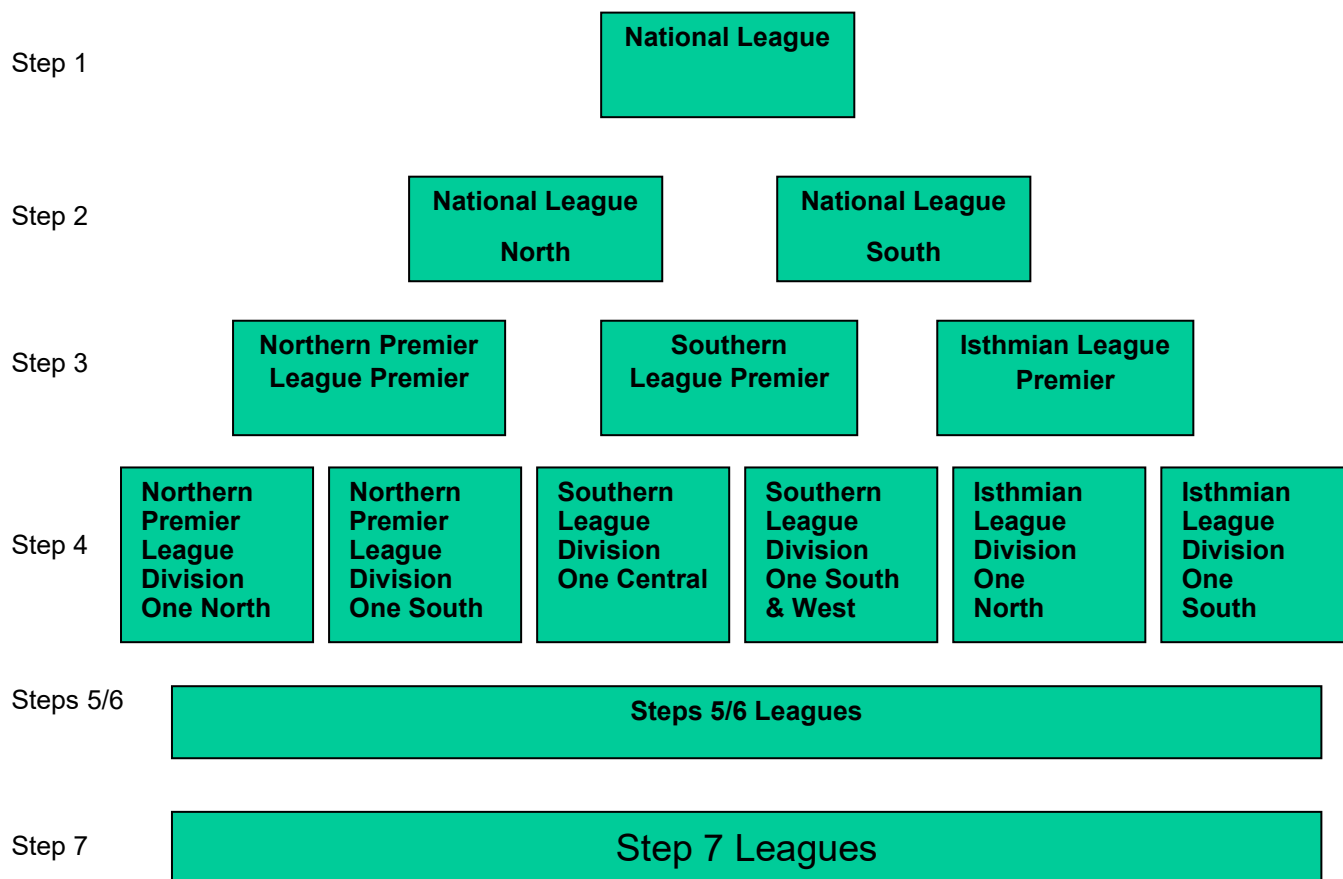 Step 1
National League
Step 2
National League
North
National League
South
Step 3
Northern Premier
League Premier
Southern
League Premier
Isthmian League
Premier
Step 4
Northern
Premier
League
Division
One North
Northern
Premier
League
Division
One South
Southern
League
Division
One Central
Southern
League
Division
One South
& West
Isthmian
League
Division
One
North
Isthmian
League
Division
One
South
Steps 5/6
Steps 5/6 Leagues
Step 7
Step 7 Leagues